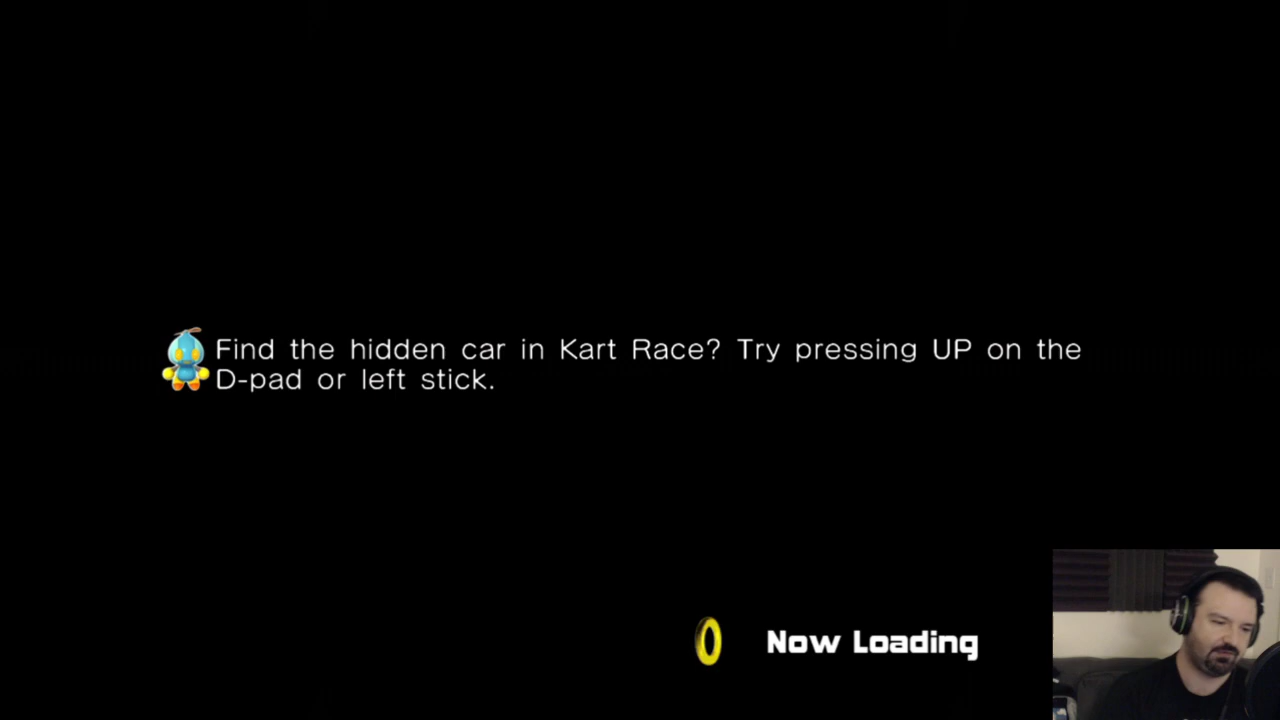 Find the hidden car in Kart Race? Try pressing UP on the
D-pad or left stick.
Now Loading